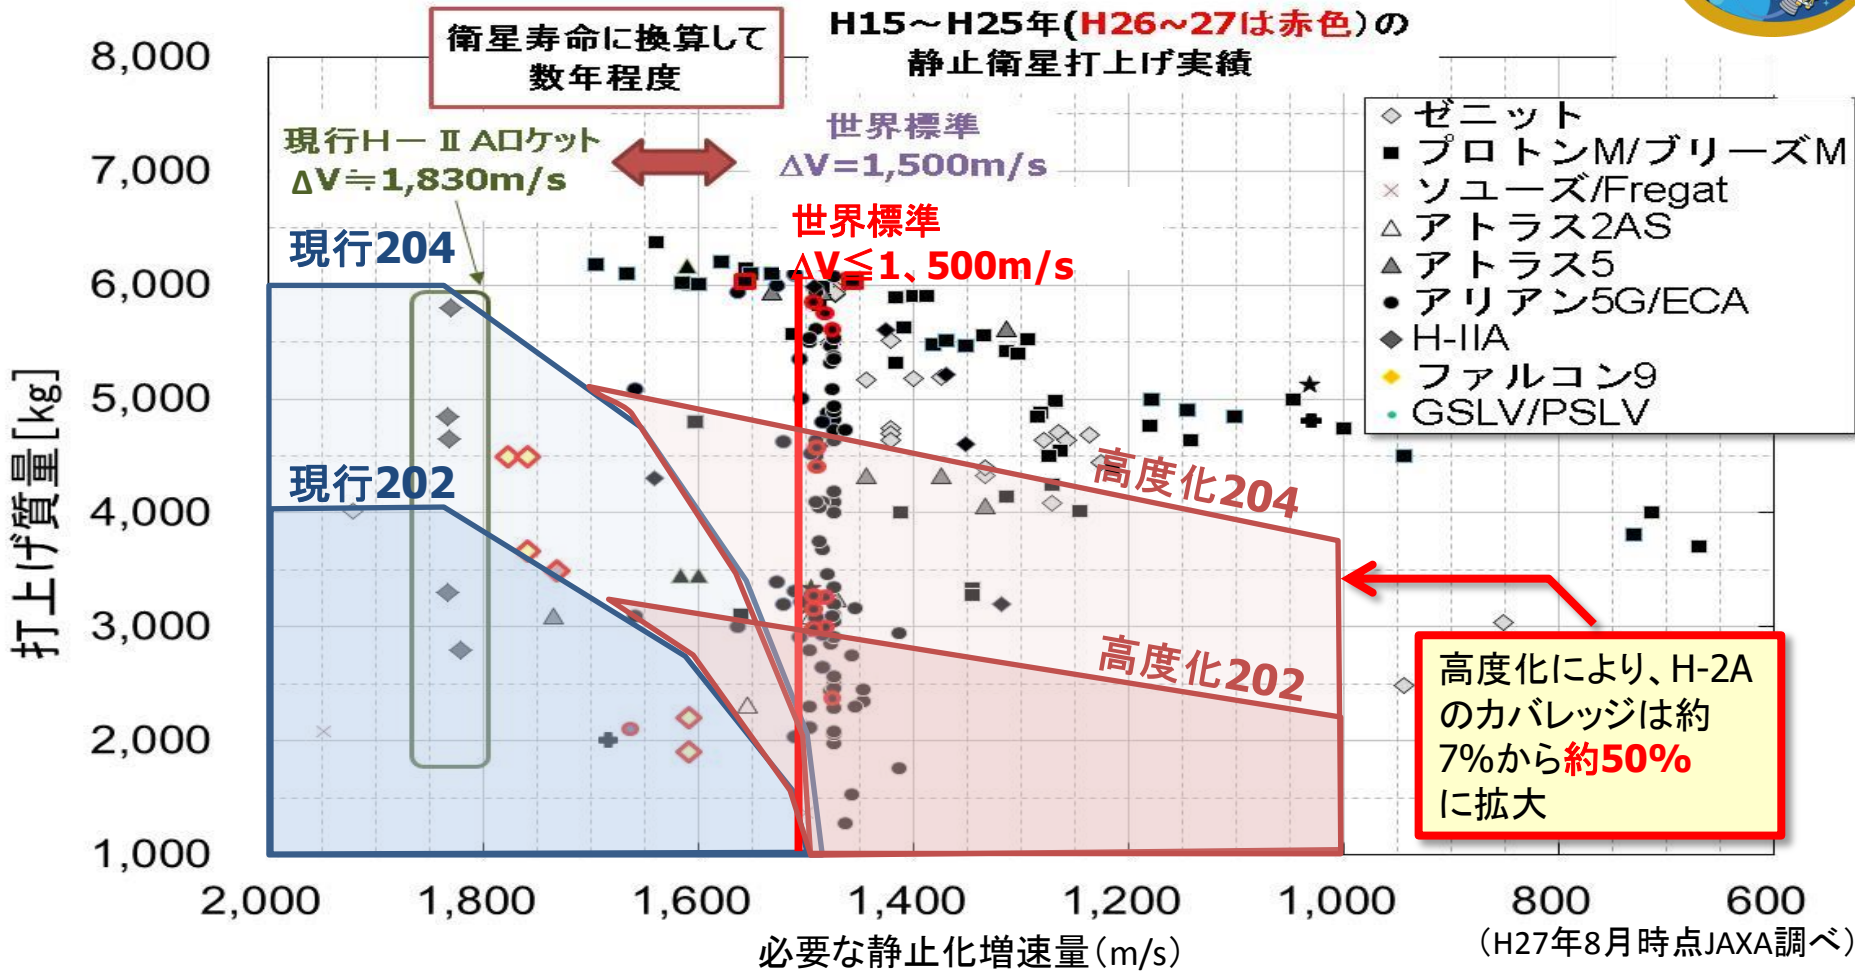 衛星寿命に換算して
数年程度
H15～H25年(H26~27は赤色)の
静止衛星打上げ実績
現行H－ⅡAロケット
ΔV≒1,830m/s
世界標準
ΔV=1,500m/s
世界標準
ΔV≦1、500m/s
現行204
現行202
高度化204
高度化202
ゼニット
プロトンM/ブリーズM
ソユーズ/Fregat
アトラス2AS
アトラス5
アリアン5G/ECA
H-IIA
ファルコン9
GSLV/PSLV
高度化により、H-2A
のカバレッジは約
7%から約50%
に拡大
打上げ質量[kg]
8,000
7,000
6,000
5,000
4,000
3,000
2,000
1,000
2,000
1,800
1,600
1,400
1,200
1,000
800
600
必要な静止化増速量(m/s)
(H27年8月時点JAXA調べ)